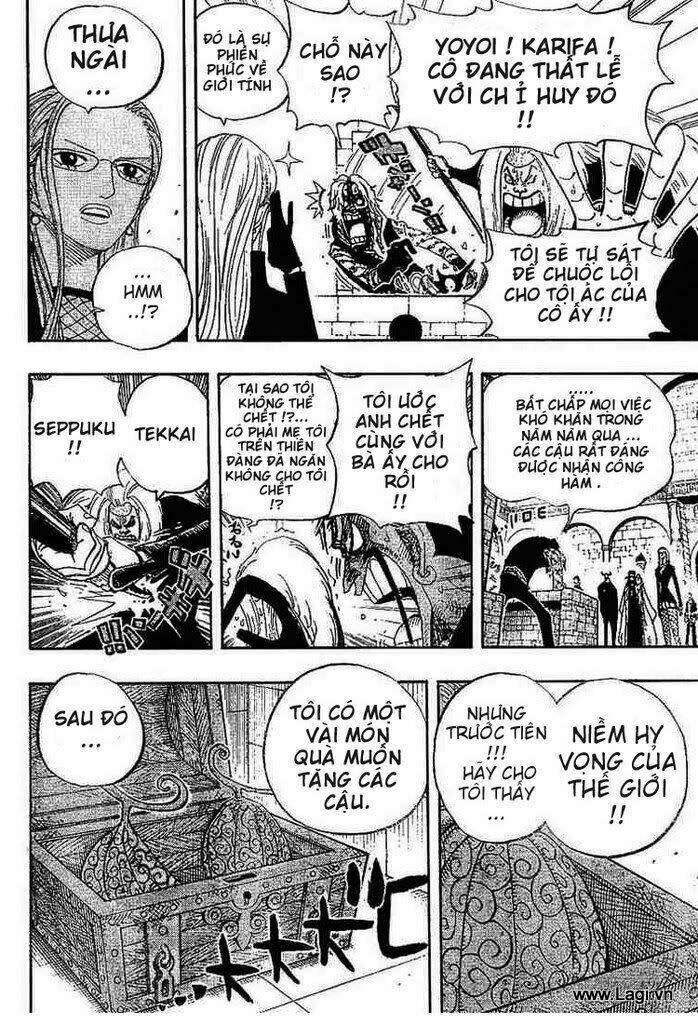 YOYOI ! KARIFA !
CÔ ĐANG THẤT LỄ
VỚI CH Ỉ HUY ĐÓ
!!
TÔI SẼ TỰ SÁT
ĐỂ CHUỘC LỖI
CHO TỘI ÁC CỦA
CÔ ẤY !!
CHỖ NÀY
SAO
!?
ĐÓ LÀ SỰ
PHIỀN
PHỨC VỀ
GIỚI TÍNH
THƯA
NGÀI
...
...
HMM
..!?
.....
BẤT CHẤP MỌI VIỆC
KHÓ KHĂN TRONG
NĂM NĂM QUA ...
CÁC CẬU RẤT ĐÁNG
ĐƯỢC NHẬN CÔNG
HÀM .
TÔI ƯỚC
ANH CHẾT
CÙNG VỚI
BÀ ẤY CHO
RỒI
!!
TẠI SAO TÔI
KHÔNG THỂ
CHẾT !?...
CÓ PHẢI MẸ TÔI
TRÊN THIÊN
ĐÀNG ĐÃ NGĂN
KHÔNG CHO TÔI
CHẾT
!?
TEKKAI
SEPPUKU
!!
NIỀM HY
VỌNG CỦA
THẾ GIỚI
!!
NHƯNG
TRƯỚC TIÊN
!!!
HÃY CHO
TÔI THẤY
...
TÔI CÓ MỘT
VÀI MÓN
QUÀ MUỐN
TẶNG CÁC
CẬU.
SAU ĐÓ
...
www.Lagi.vn